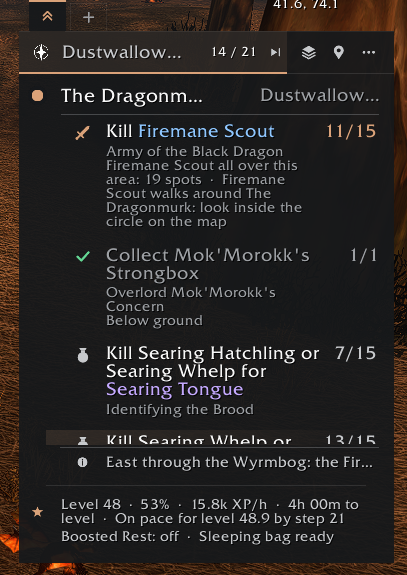 41.6, 74.1
Dustwallow... 14 / 21
The Dragonm... Dustwallow...
Kill Firemane Scout 11/15
Army of the Black Dragon
Firemane Scout all over this
area: 19 spots · Firemane
Scout walks around The
Dragonmurk: look inside the
circle on the map
Collect Mok'Morokk's 1/1
Strongbox
Overlord Mok'Morokk's
Concern
Below ground
Kill Searing Hatchling or 7/15
Searing Whelp for
Searing Tongue
Identifying the Brood
Kill Searing Whelp or 13/15
East through the Wyrmbog: the Fir...
Level 48 · 53% · 15.8k XP/h · 4h 00m to
level · On pace for level 48.9 by step 21
Boosted Rest: off · Sleeping bag ready